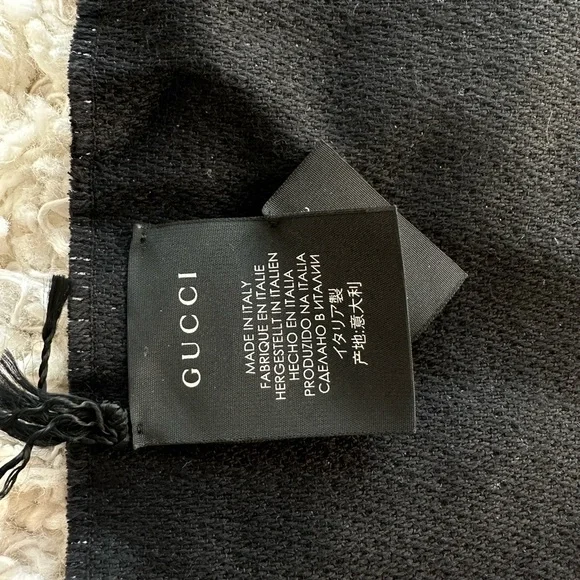 GUCCI
MADE IN ITALY
FABRIQUE EN ITALIE
HERGESTELLT IN ITALIEN
HECHO EN ITALIA
PRODUZIDO NA ITALIA
СДЕЛАНО В ИТАЛИИ
イタリア製
产地:意大利